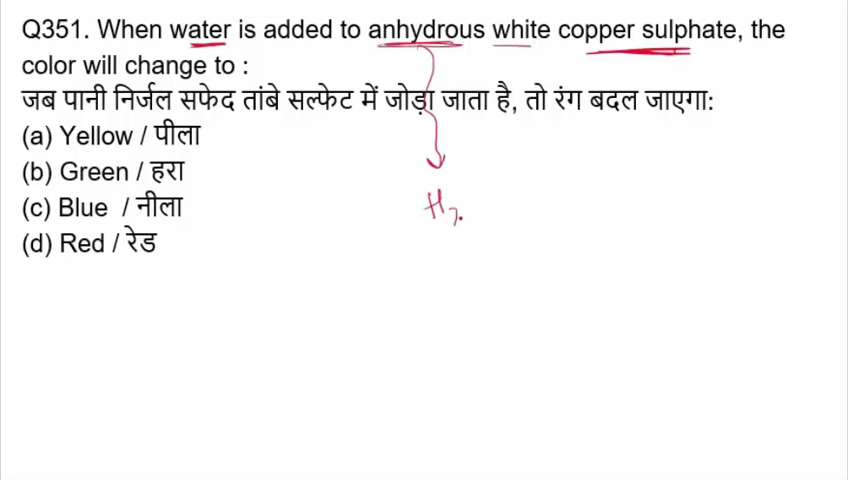 Q351. When water is added to anhydrous white copper sulphate, the
color will change to :
जब पानी निर्जल सफेद तांबे सल्फेट में जोड़ा जाता है, तो रंग बदल जाएगा:
(a) Yellow / पीला
(b) Green / हरा
(c) Blue / नीला
(d) Red / रेड
H₂